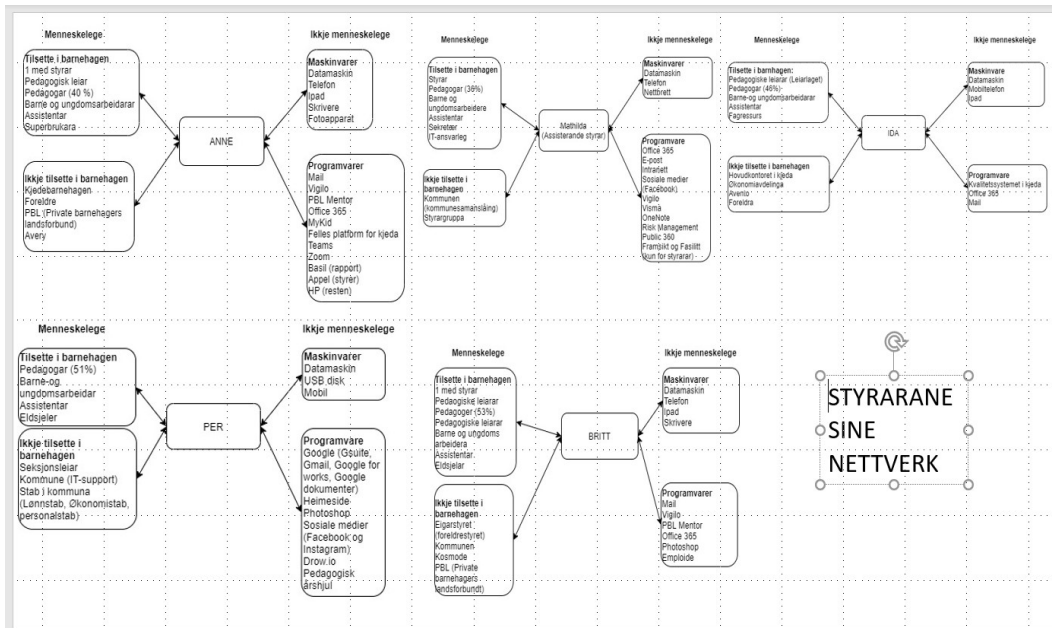 Menneskelege
Ikkje menneskelege
Tilsette i barnehagen
1 med styrar
Pedagogisk leiar
Pedagogar (40 %)
Barne og ungdomsarbeidarar
Assistentar
Superbrukara
Ikkje tilsette i barnehagen
Kjedebarnehagen
Foreldre
PBL (Private barnehagers
landsforbund)
Avery
ANNE
Maskinvarer
Datamaskin
Telefon
Ipad
Skrivere
Fotoapparat
Programvarer
Mail
Vigilo
PBL Mentor
Office 365
MyKid
Felles platform for kjeda
Teams
Zoom
Basil (rapport)
Appel (styrer)
HP (resten)
Menneskelege
Ikkje menneskelege
Tilsette i barnehagen
Styrar
Pedagogar (36%)
Barne og
ungdomsarbeidere
Assistentar
Sekretær
IT-ansvarleg
Ikkje tilsette i
barnehagen
Kommunen
(kommunesamanslåing)
Styrargruppa
Mathilda
(Assisterande styrar)
Maskinvarer
Datamaskin
Telefon
Nettbrett
Programvare
Office 365
E-post
Intranett
Sosiale medier
(Facebook)
Vigilo
Visma
OneNote
Risk Management
Public 360
Framsikt og Fasilitt
(kun for styrarar)
Menneskelege
Ikkje menneskelege
Tilsette i barnhagen:
Pedagogiske leiarar (Leiarlaget)
Pedagogar (46%)
Barne-og ungdomsarbeidarar
Assistentar
Fagressurs
Ikkje tilsette i barnehagen
Hovudkontoret i kjeda
Økonomiavdelinga
Avenio
Foreldra
IDA
Maskinvare
Datamaskin
Mobiltelefon
Ipad
Programvare
Kvalitetssystemet i kjeda
Office 365
Mail
Menneskelege
Ikkje menneskelege
Tilsette i barnehagen
Pedagogar (51%)
Barne-og
ungdomsarbeidar
Assistentar
Eldsjeler
Ikkje tilsette i
barnehagen
Seksjonsleiar
Kommune (IT-support)
Stab i kommuna
(Lønnstab, Økonomistab,
personalstab)
PER
Maskinvarer
Datamaskin
USB disk
Mobil
Programvare
Google (Gsuite,
Gmail, Google for
works, Google
dokumenter)
Heimeside
Photoshop
Sosiale medier
(Facebook og
Instagram)
Drow.io
Pedagogisk
årshjul
Menneskelege
Ikkje menneskelege
Tilsette i barnehagen
1 med styrar
Pedaogiske leiarar
Pedagoger (53%)
Pedagogiske leiarar
Barne og ungdoms
arbeidera
Assistentar
Eldsjelar
Ikkje tilsette i
barnehagen
Eigarstyret
(foreldrestyret)
Kommunen
Kosmode
PBL (Private
barnehagers
landsforbundt)
BRITT
Maskinvarer
Datamaskin
Telefon
Ipad
Skrivere
Programvarer
Mail
Vigilo
PBL Mentor
Office 365
Photoshop
Emploide
STYRARANE
SINE
NETTVERK